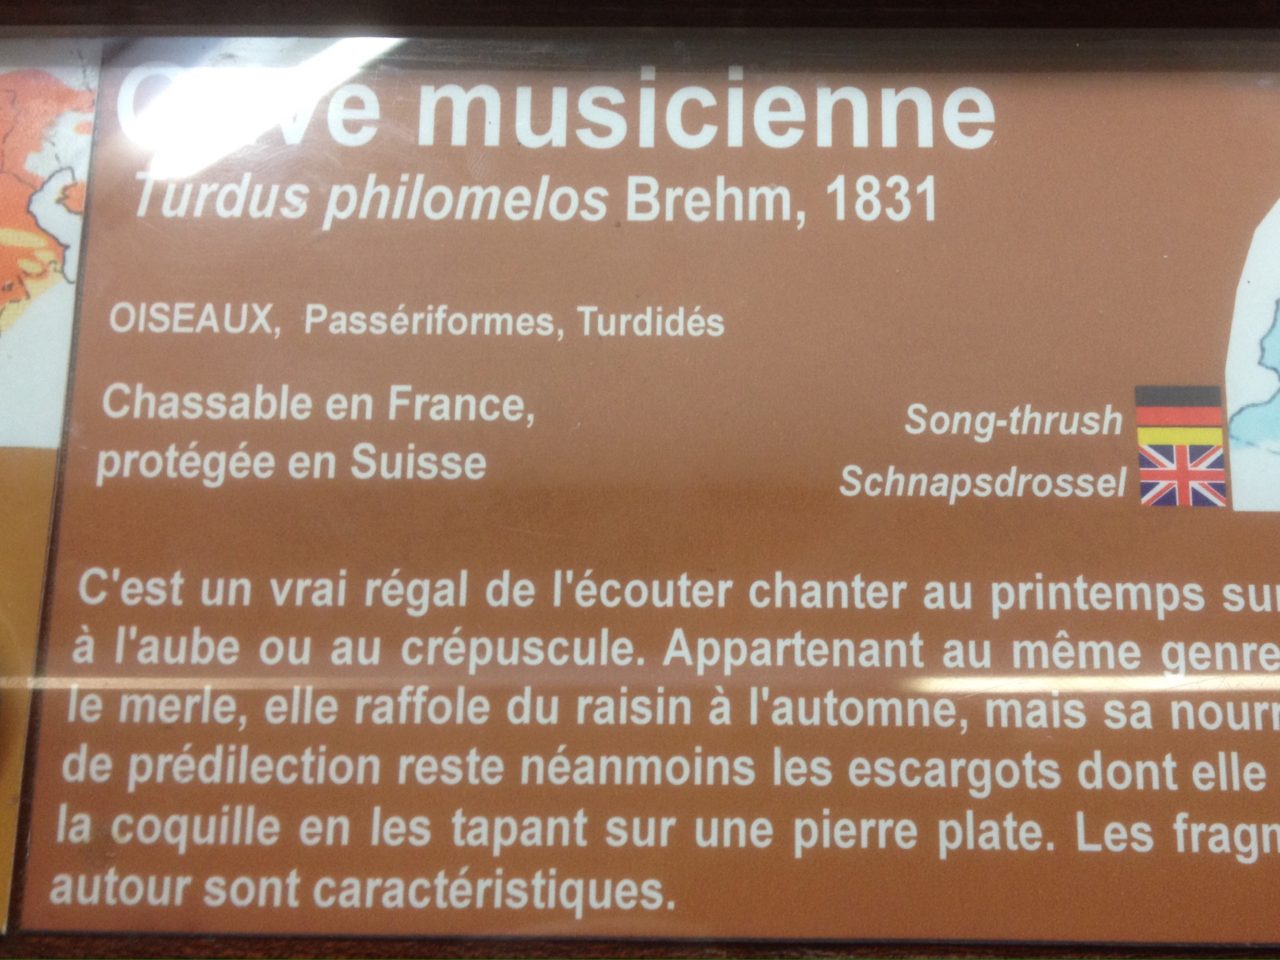 musicienne
Turdus philomelos Brehm, 1831
OISEAUX, Passériformes, Turdidés
Chassable en France,
protégée en Suisse
Song-thrush
Schnapsdrossel
C'est un vrai régal de l'écouter chanter au printemps
à l'aube ou au crépuscule. Appartenant au même genre
le merle, elle raffole du raisin à l'automne, mais sa
de prédilection reste néanmoins les escargots dont elle
la coquille en les tapant sur une pierre plate. Les
autour sont caractéristiques.